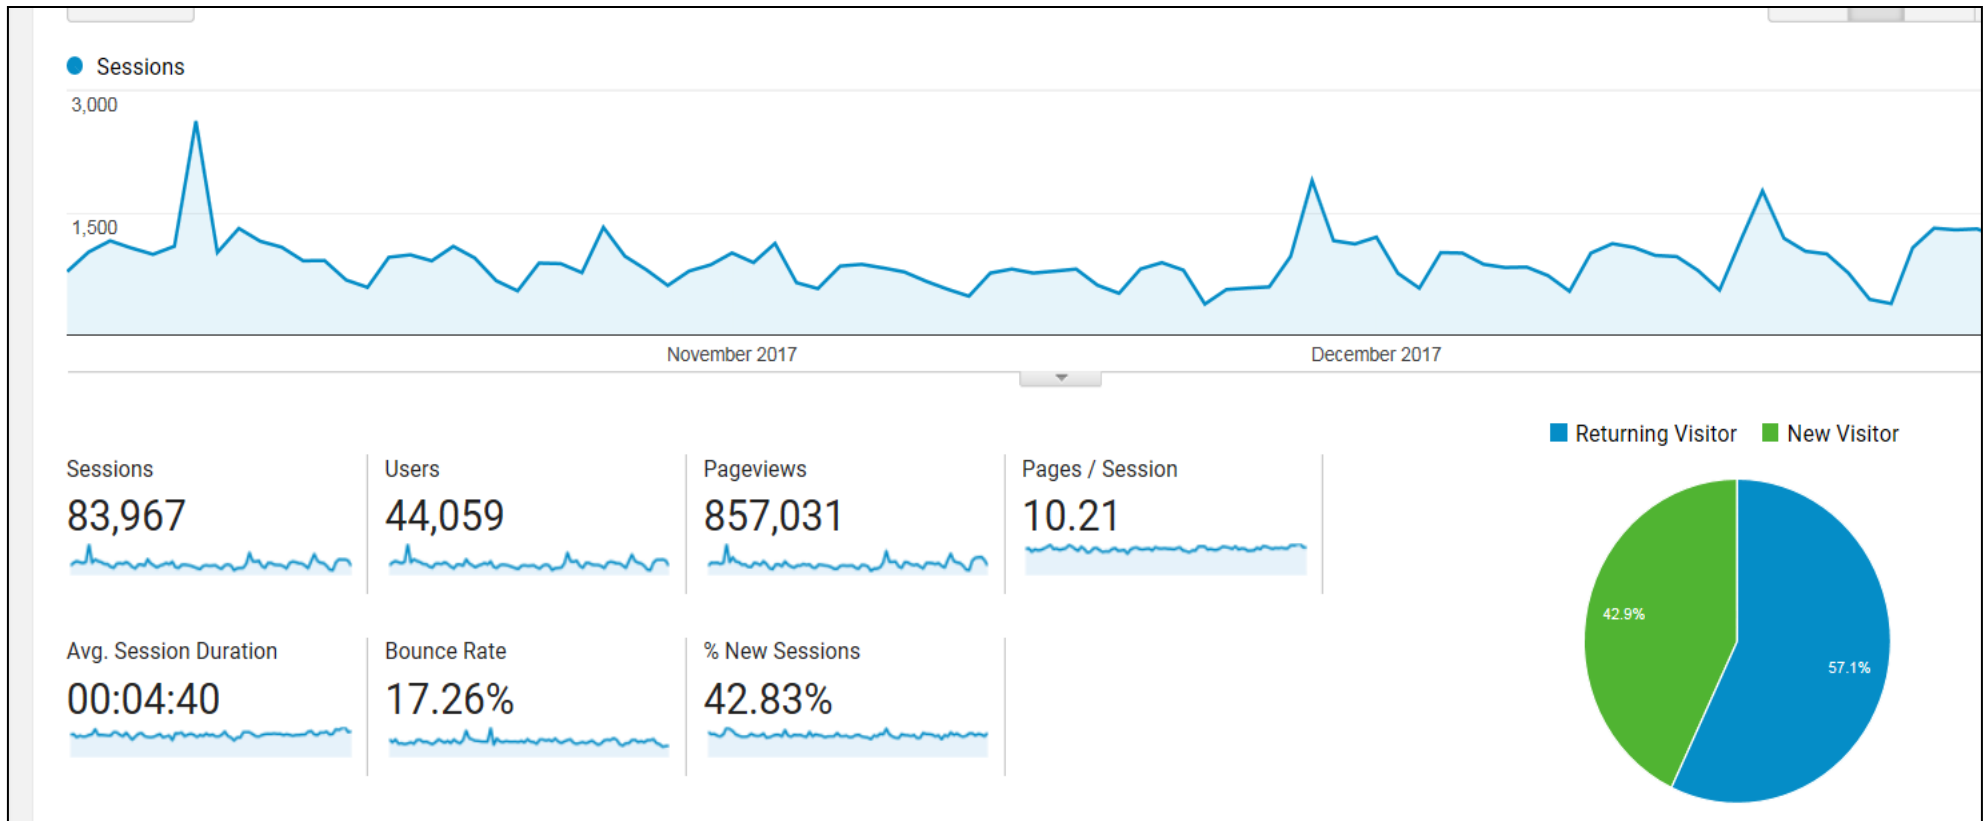 Sessions
3,000
1,500
November 2017 December 2017
Returning Visitor New Visitor
Sessions Users Pageviews Pages / Session
83,967 44,059 857,031 10.21
42.9%
57.1%
Avg. Session Duration Bounce Rate % New Sessions
00:04:40 17.26% 42.83%